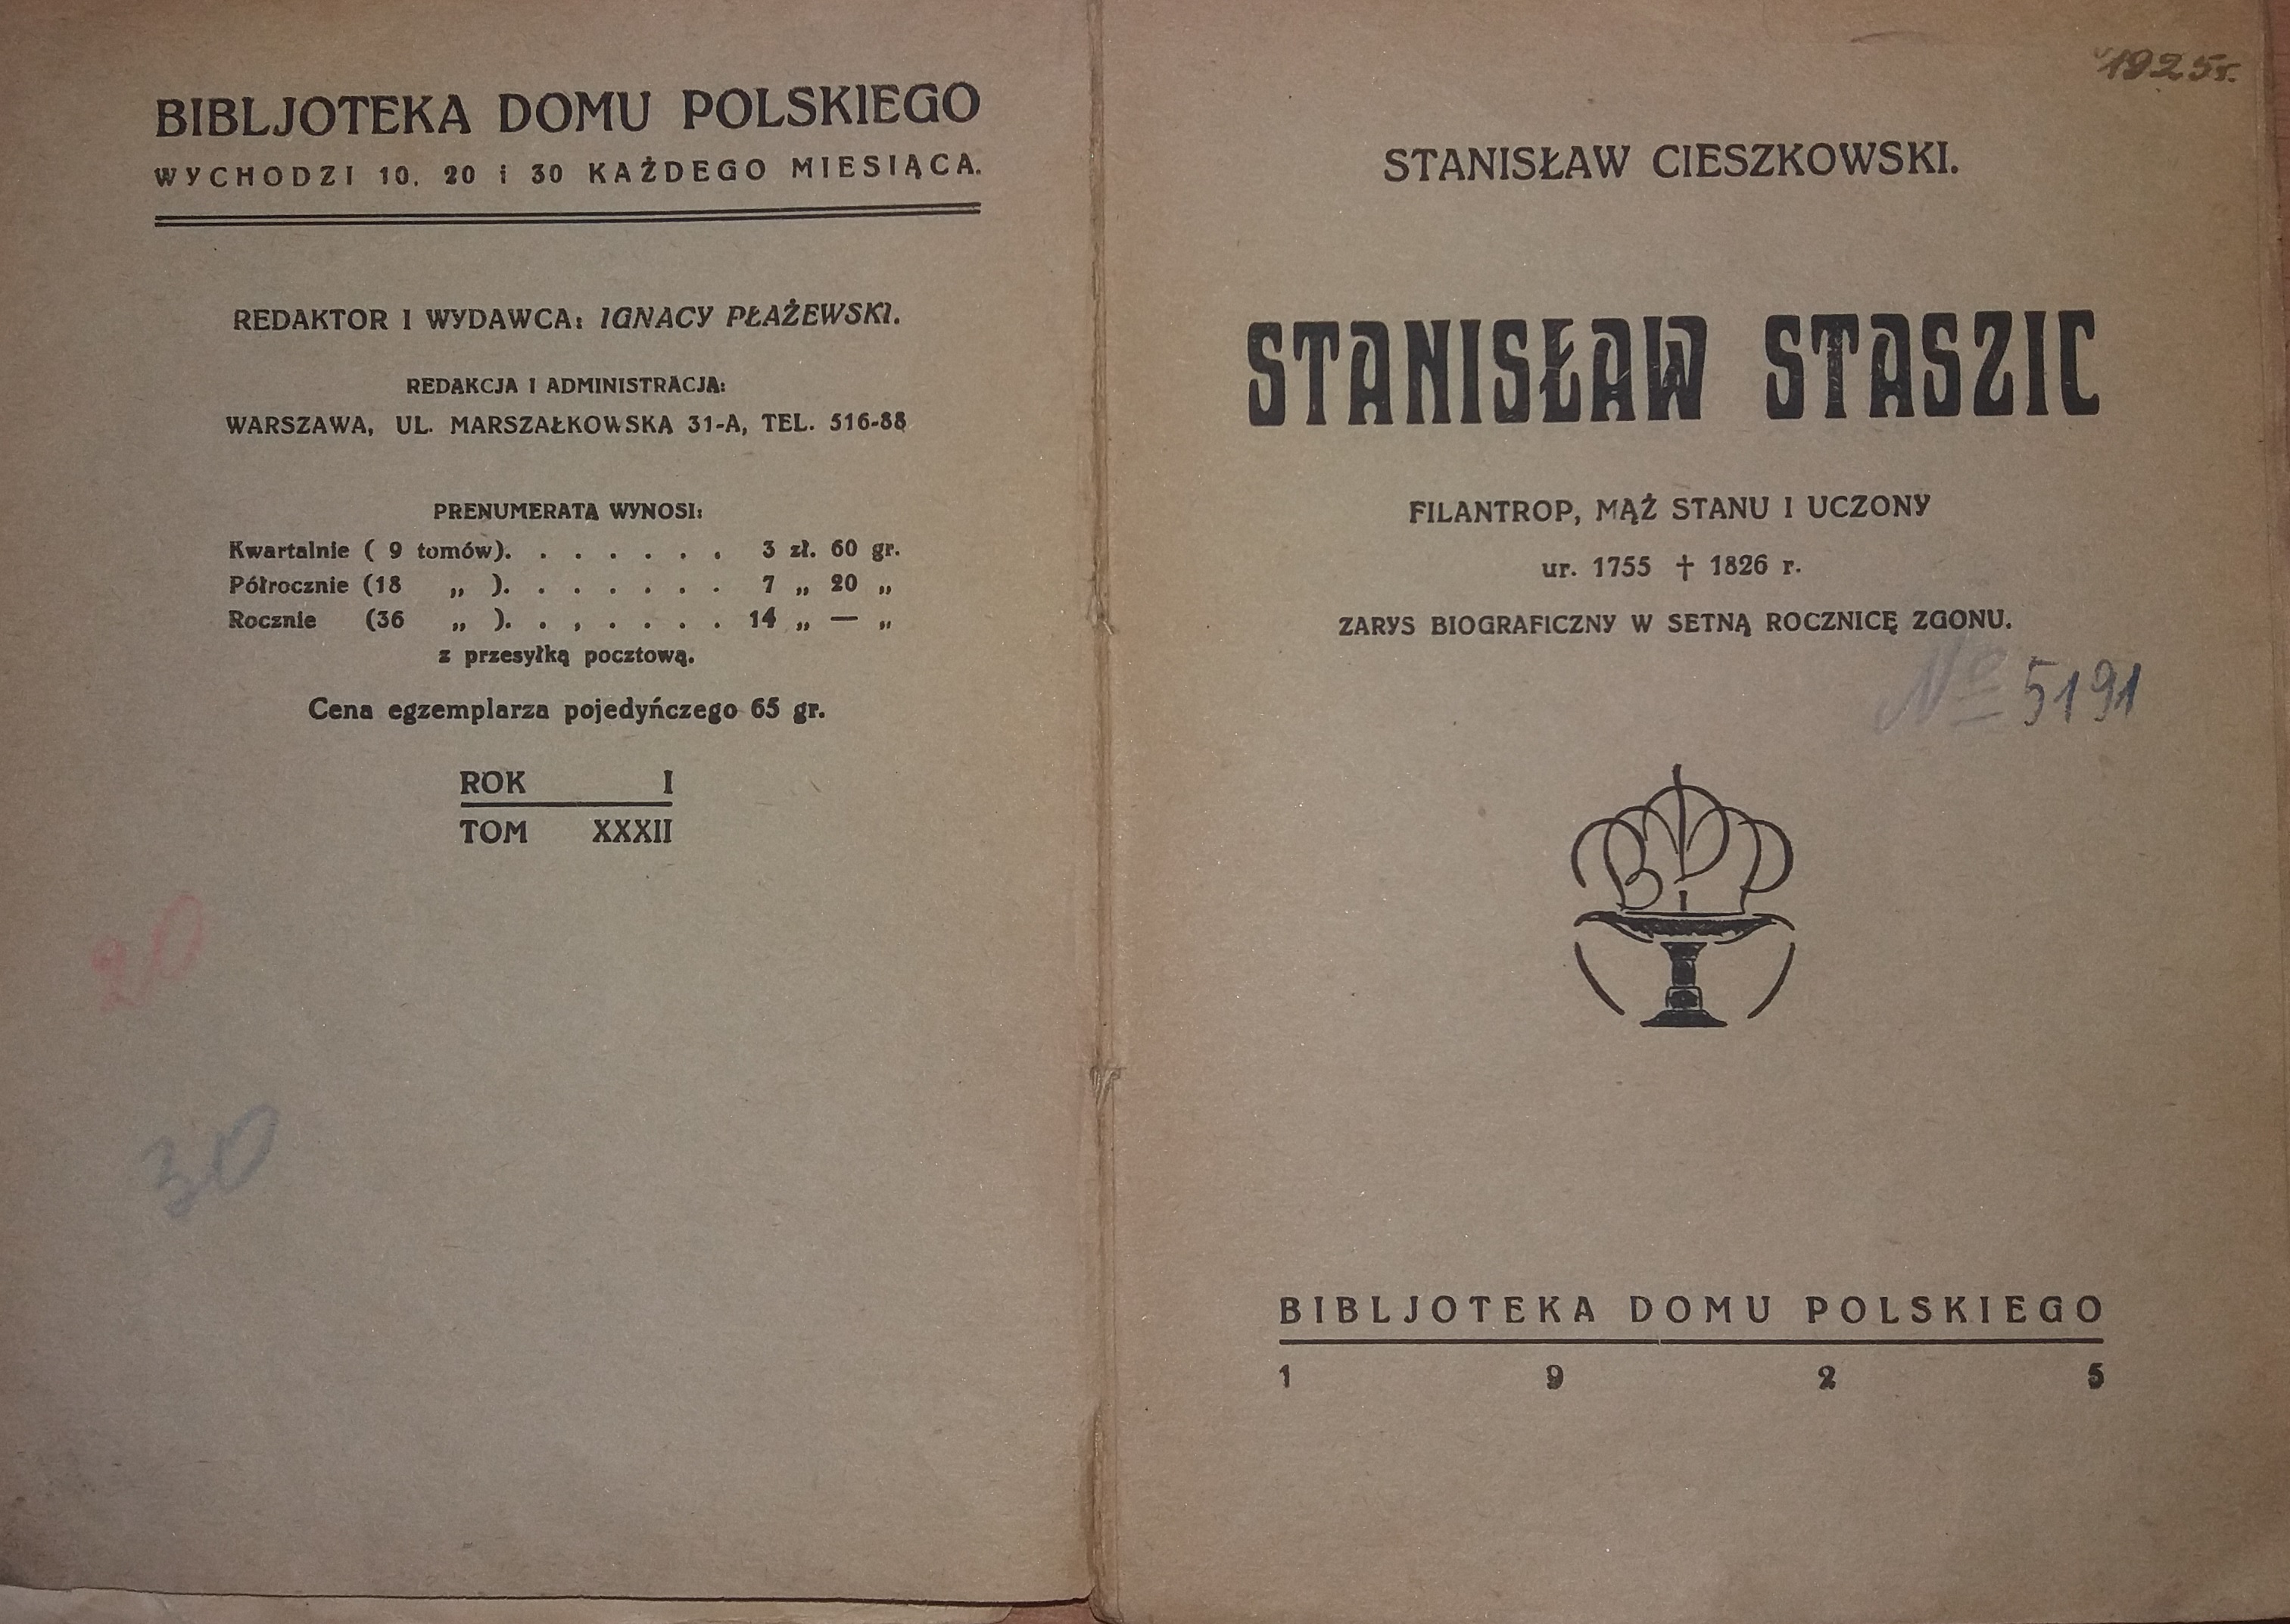 BIBLJOTEKA DOMU POLSKIEGO
WYCHODZI 10, 20 i 30 KAŻDEGO MIESIĄCA.
REDAKTOR I WYDAWCA: IGNACY PŁAŻEWSKI.
REDAKCJA I ADMINISTRACJA:
WARSZAWA, UL. MARSZAŁKOWSKA 31-A, TEL. 516-88
PRENUMERATA WYNOSI:
Kwartalnie ( 9 tomów). . . . . . . 3 zł. 60 gr.
Półrocznie (18 „ ). . . . . . . 7 „ 20 „
Rocznie (36 „ ). . , . . . . 14 „ — „
z przesyłką pocztową.
Cena egzemplarza pojedyńczego 65 gr.
ROK I
TOM XXXII
20
30
1925r.
STANISŁAW CIESZKOWSKI.
STANISŁAW STASZIC
FILANTROP, MĄŻ STANU I UCZONY
ur. 1755 † 1826 r.
ZARYS BIOGRAFICZNY W SETNĄ ROCZNICĘ ZGONU.
№ 5191
BDP
BIBLJOTEKA DOMU POLSKIEGO
1 9 2 5